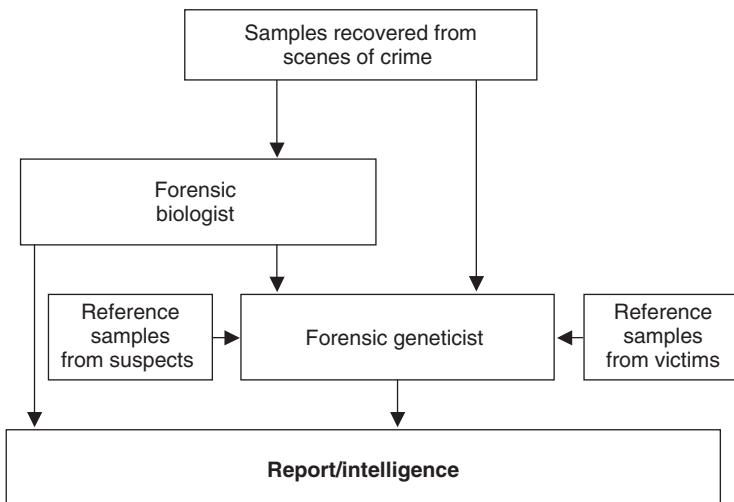 Samples recovered from
scenes of crime
Forensic
biologist
Reference
samples
from suspects
Forensic geneticist
Reference
samples
from victims
Report/intelligence